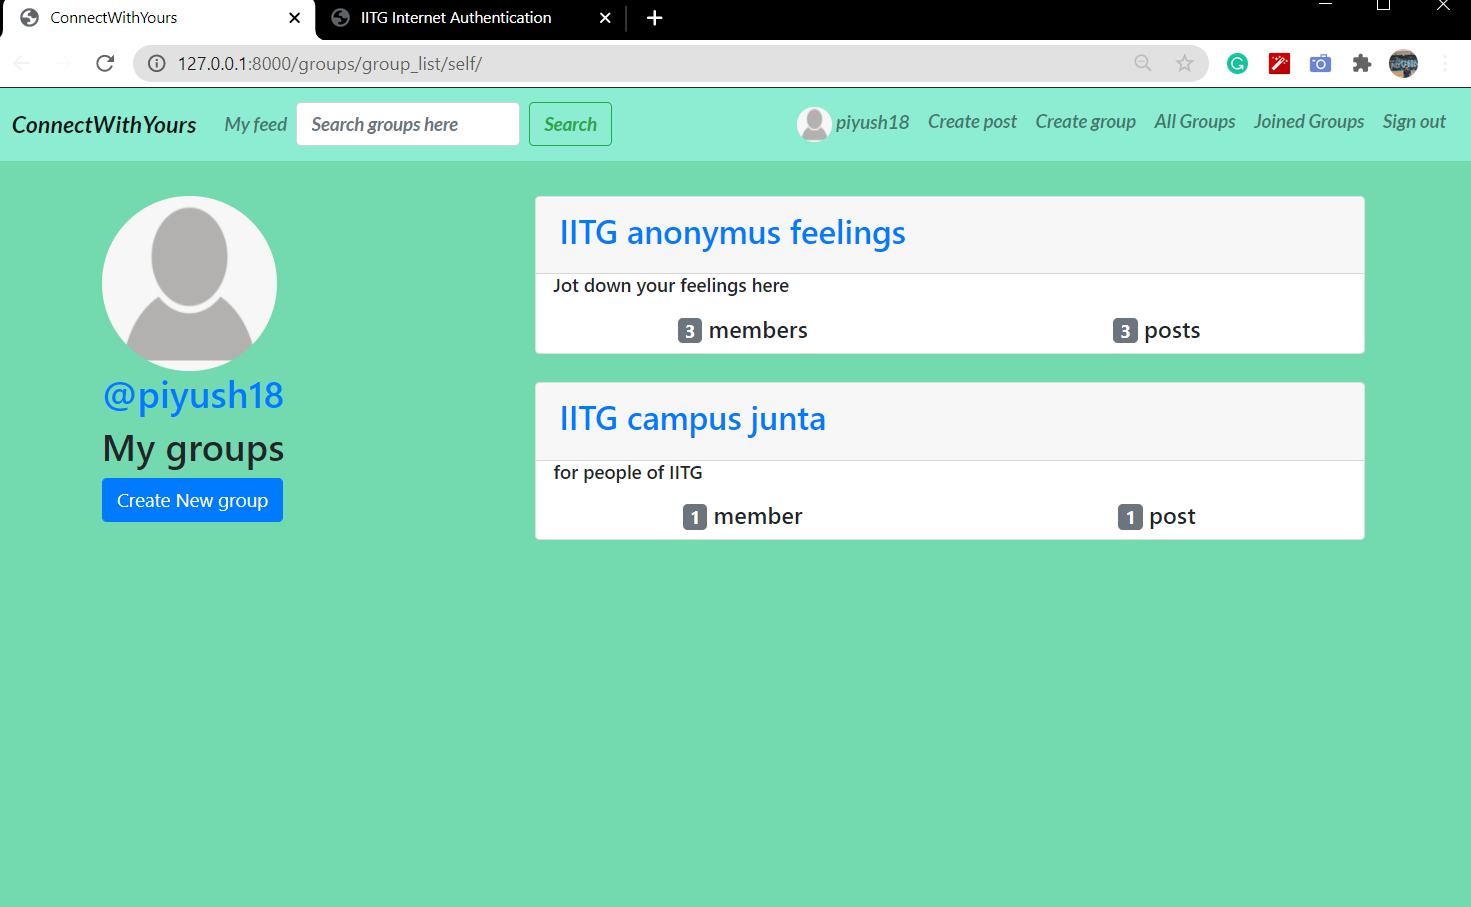 ConnectWithYours
IITG Internet Authentication
127.0.0.1:8000/groups/group_list/self/
ConnectWithYours My feed Search groups here Search piyush18 Create post Create group All Groups Joined Groups Sign out
@piyush18
My groups
Create New group
IITG anonymus feelings
Jot down your feelings here
3 members 3 posts
IITG campus junta
for people of IITG
1 member 1 post